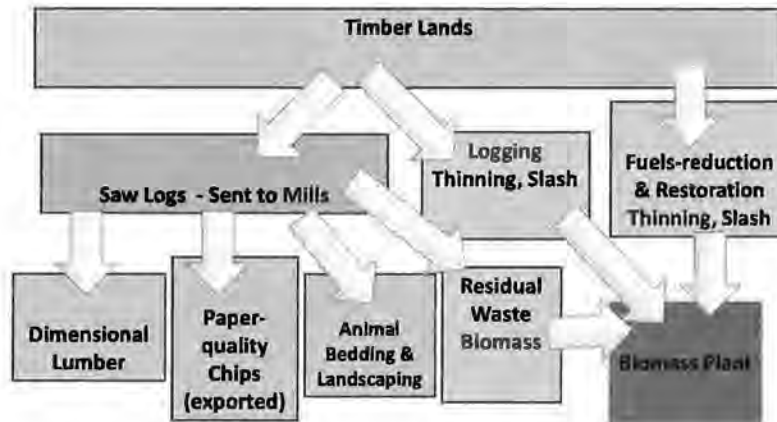 Timber Lands
Saw Logs - Sent to Mills
Logging
Thinning, Slash
Fuels-reduction
& Restoration
Thinning, Slash
Dimensional
Lumber
Paper-
quality
Chips
(exported)
Animal
Bedding &
Landscaping
Residual
Waste
Biomass
Biomass Plant